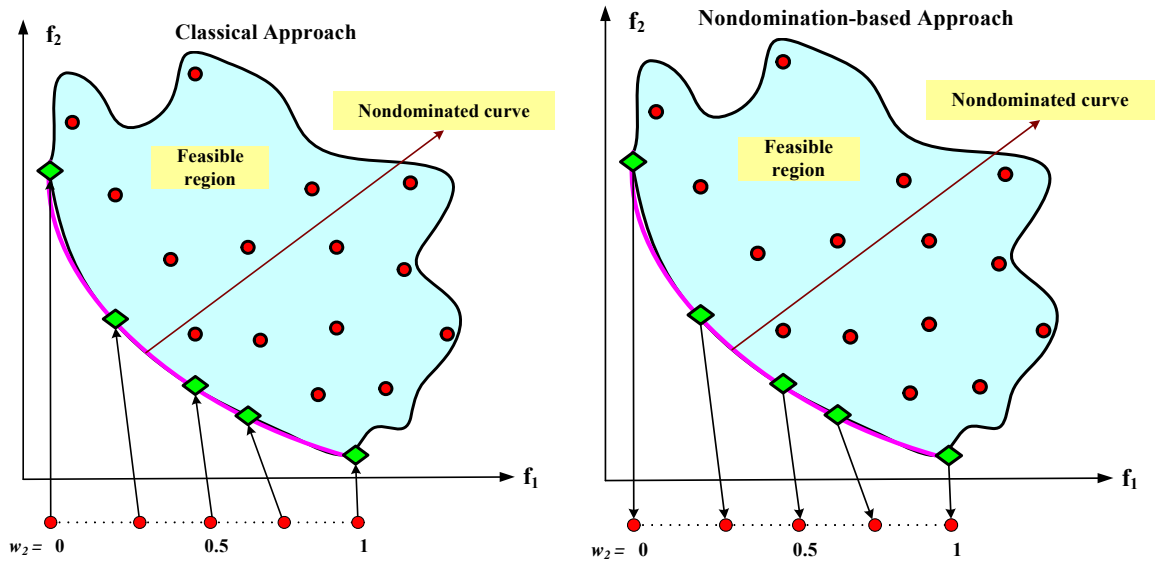 f2
Classical Approach
Nondominated curve
Feasible
region
f1
w2 = 0 0.5 1
f2
Nondomination-based Approach
Nondominated curve
Feasible
region
f1
w2 = 0 0.5 1